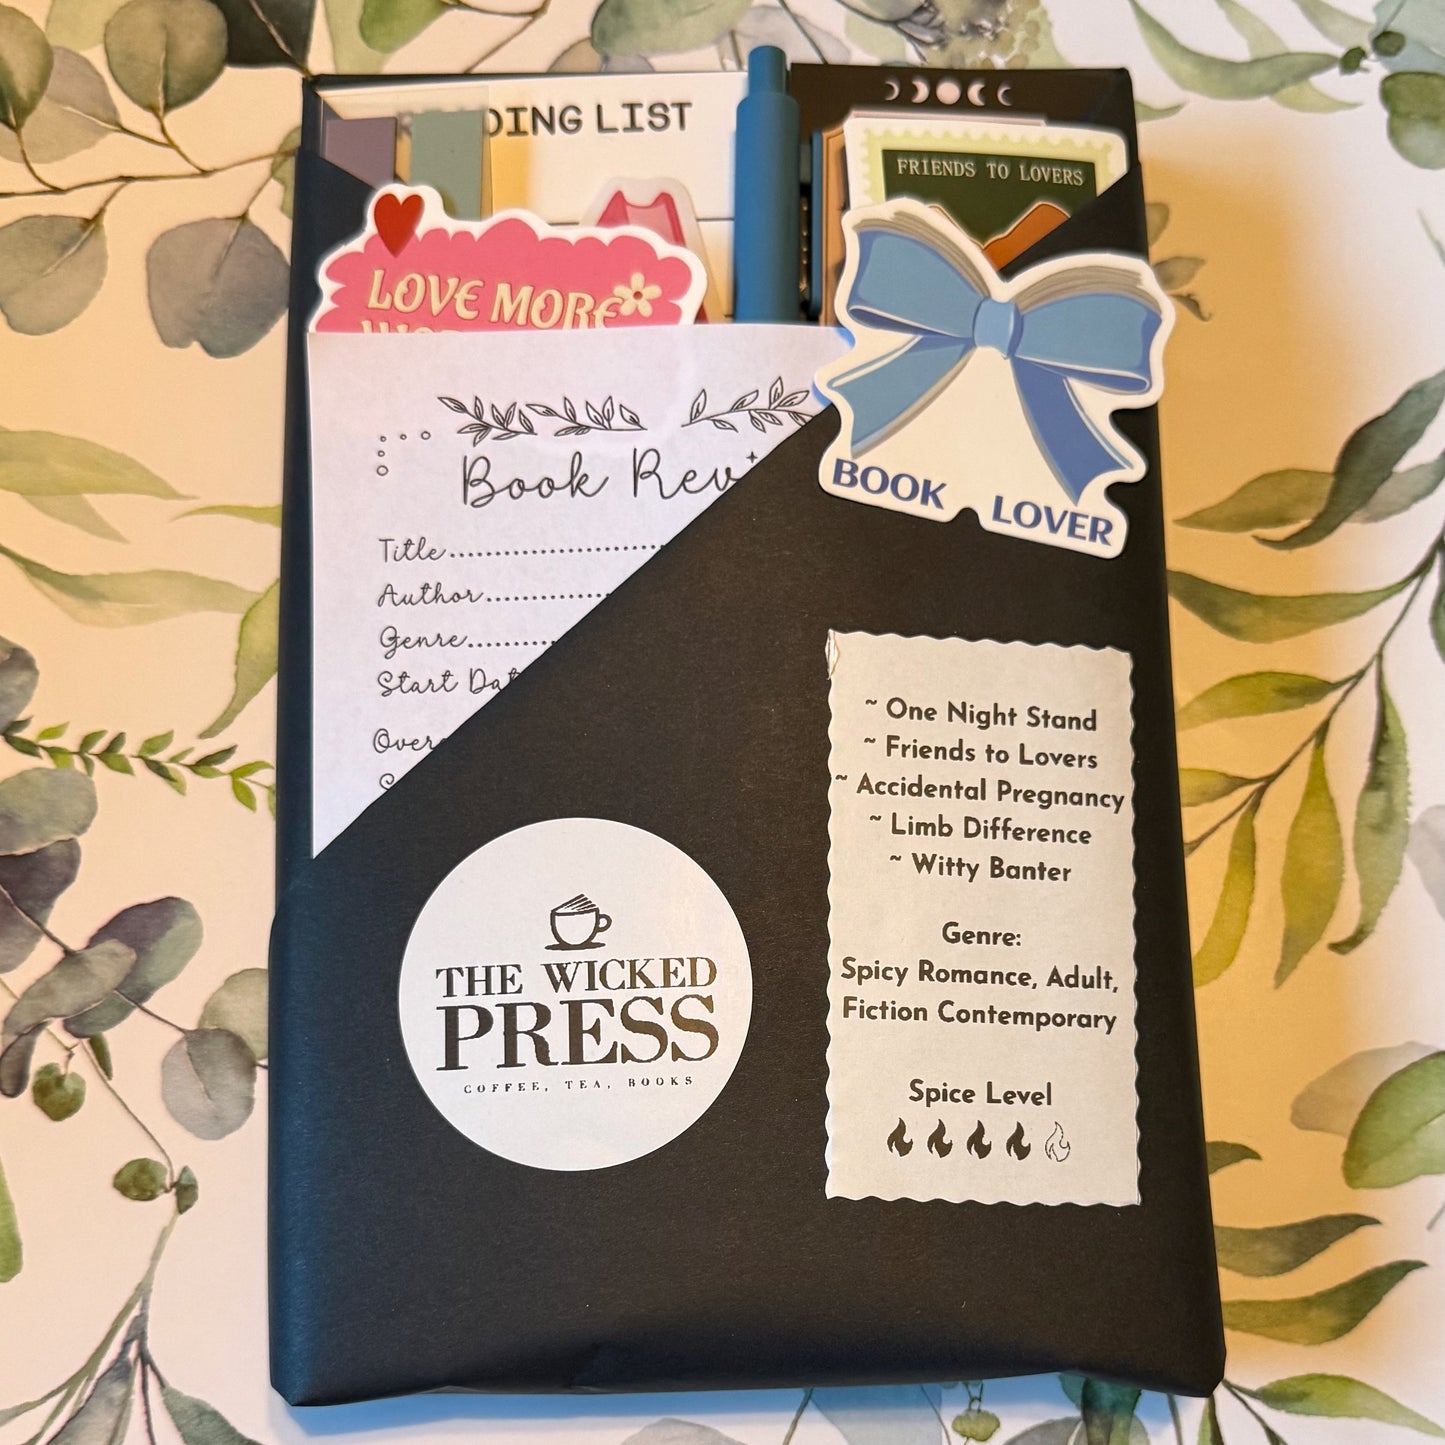 DING LIST
FRIENDS TO LOVERS
LOVE MORE
Book Rev
BOOK LOVER
Title
Author
Genre
Start Dat
~ One Night Stand
~ Friends to Lovers
~ Accidental Pregnancy
~ Limb Difference
~ Witty Banter
Genre:
Spicy Romance, Adult,
Fiction Contemporary
Spice Level
THE WICKED
PRESS
COFFEE, TEA, BOOKS